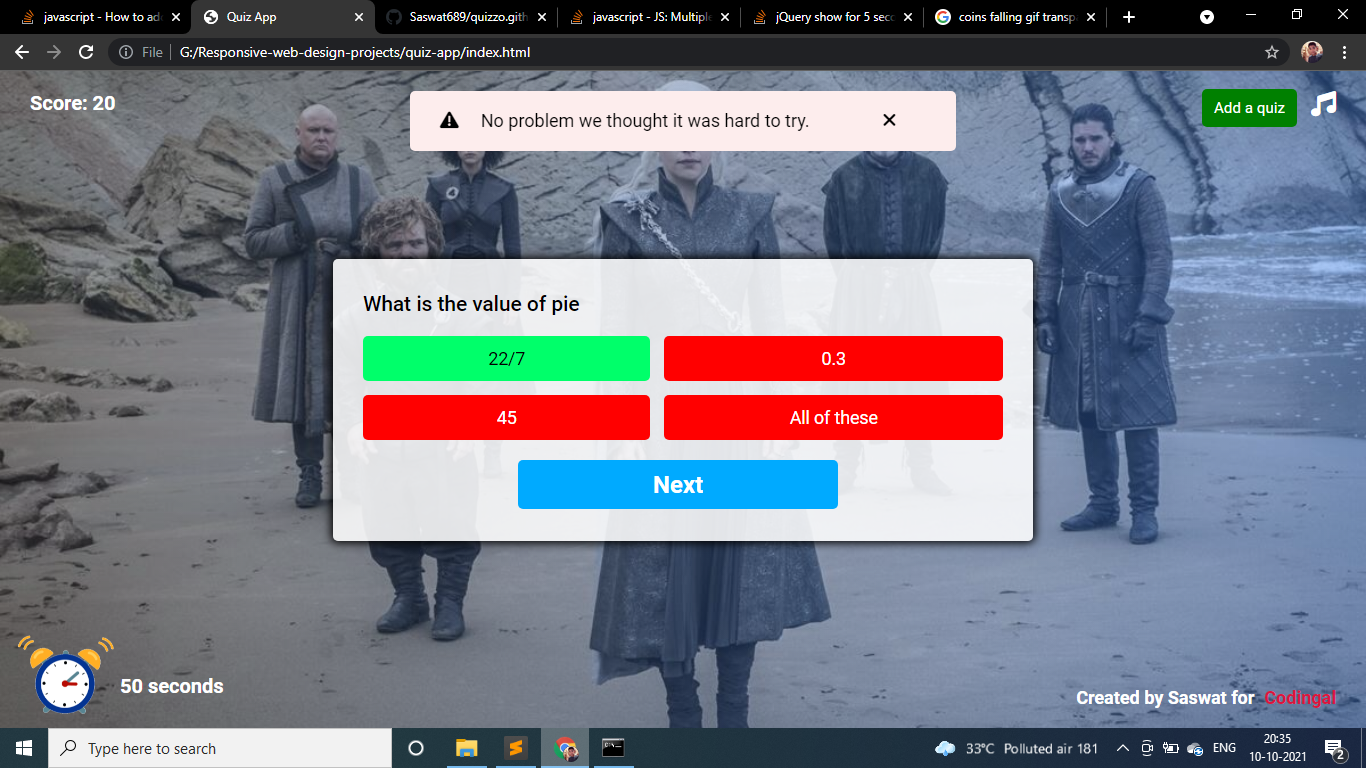 javascript - How to ad
Quiz App
Saswat689/quizzo.gith
javascript - JS: Multiple
jQuery show for 5 seco
coins falling gif transp
File
G:/Responsive-web-design-projects/quiz-app/index.html
Score: 20
No problem we thought it was hard to try.
Add a quiz
What is the value of pie
22/7
0.3
45
All of these
Next
50 seconds
Created by Saswat for Codingal
Type here to search
33°C Polluted air 181
ENG
20:35
10-10-2021
2